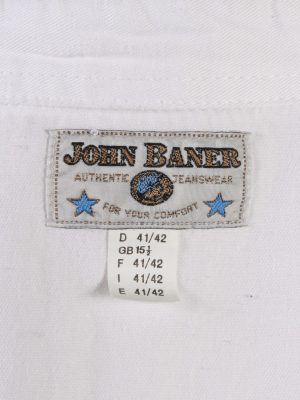 JOHN BANER
AUTHENTIC JEANSWEAR
FOR YOUR COMFORT
D 41/42
GB 15½
F 41/42
I 41/42
E 41/42